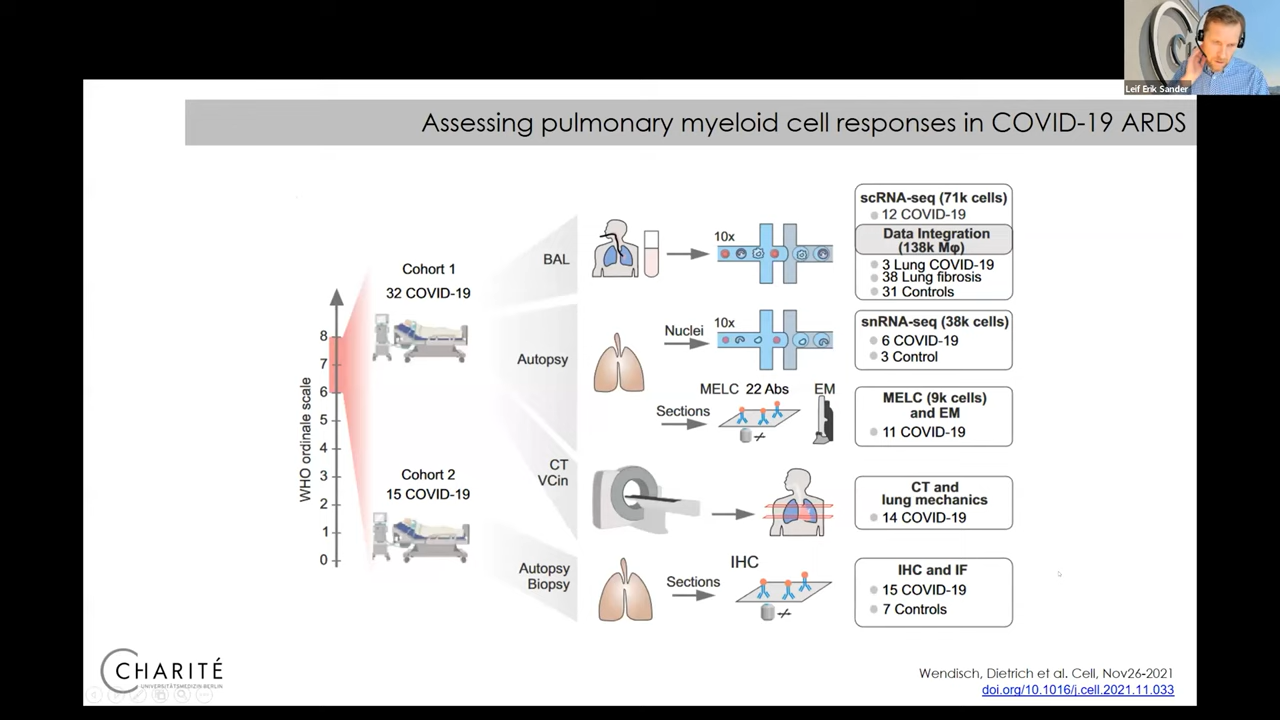 Leif Erik Sander
Assessing pulmonary myeloid cell responses in COVID-19 ARDS
WHO ordinale scale
8
7
6
5
4
3
2
1
0
Cohort 1
32 COVID-19
Cohort 2
15 COVID-19
BAL
10x
scRNA-seq (71k cells)
12 COVID-19
Data Integration
(138k Mφ)
3 Lung COVID-19
38 Lung fibrosis
31 Controls
Autopsy
Nuclei
10x
snRNA-seq (38k cells)
6 COVID-19
3 Control
Sections
MELC 22 Abs
EM
MELC (9k cells)
and EM
11 COVID-19
CT
VCin
CT and
lung mechanics
14 COVID-19
Autopsy
Biopsy
Sections
IHC
IHC and IF
15 COVID-19
7 Controls
CHARITÉ
UNIVERSITÄTSMEDIZIN BERLIN
Wendisch, Dietrich et al. Cell, Nov26-2021
doi.org/10.1016/j.cell.2021.11.033